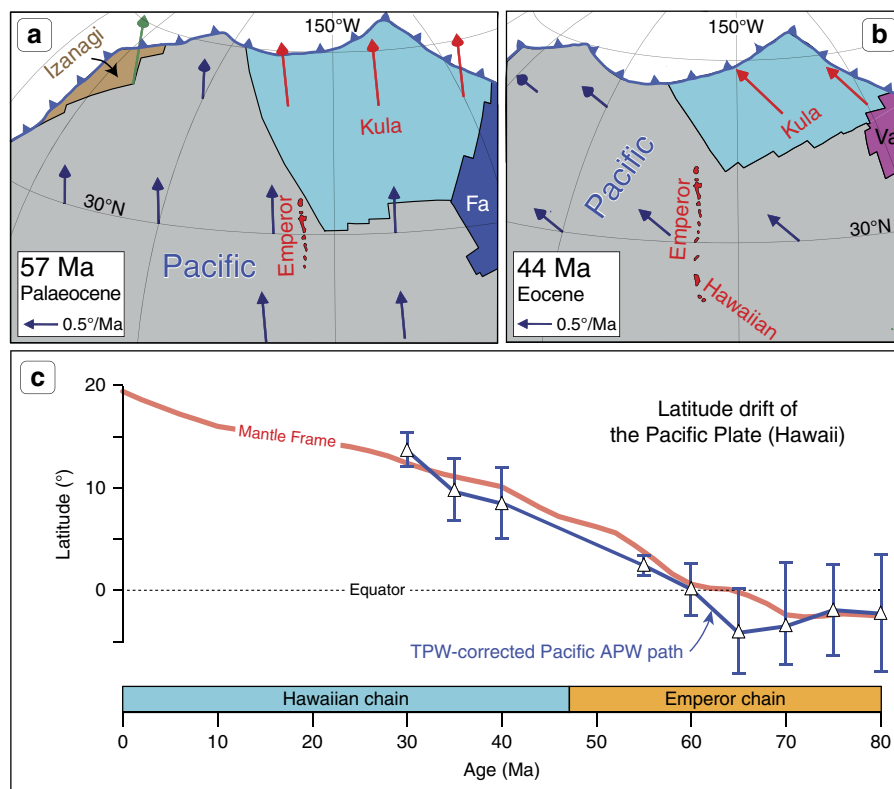 a
150°W
Izanagi
Kula
30°N
Emperor
Fa
Pacific
57 Ma
Palaeocene
0.5°/Ma
b
150°W
Kula
Va
Pacific
Emperor
30°N
Hawaiian
44 Ma
Eocene
0.5°/Ma
c
Latitude drift of
the Pacific Plate (Hawaii)
Mantle Frame
Latitude (°)
20
10
0
Equator
TPW-corrected Pacific APW path
Hawaiian chain
Emperor chain
0 10 20 30 40 50 60 70 80
Age (Ma)